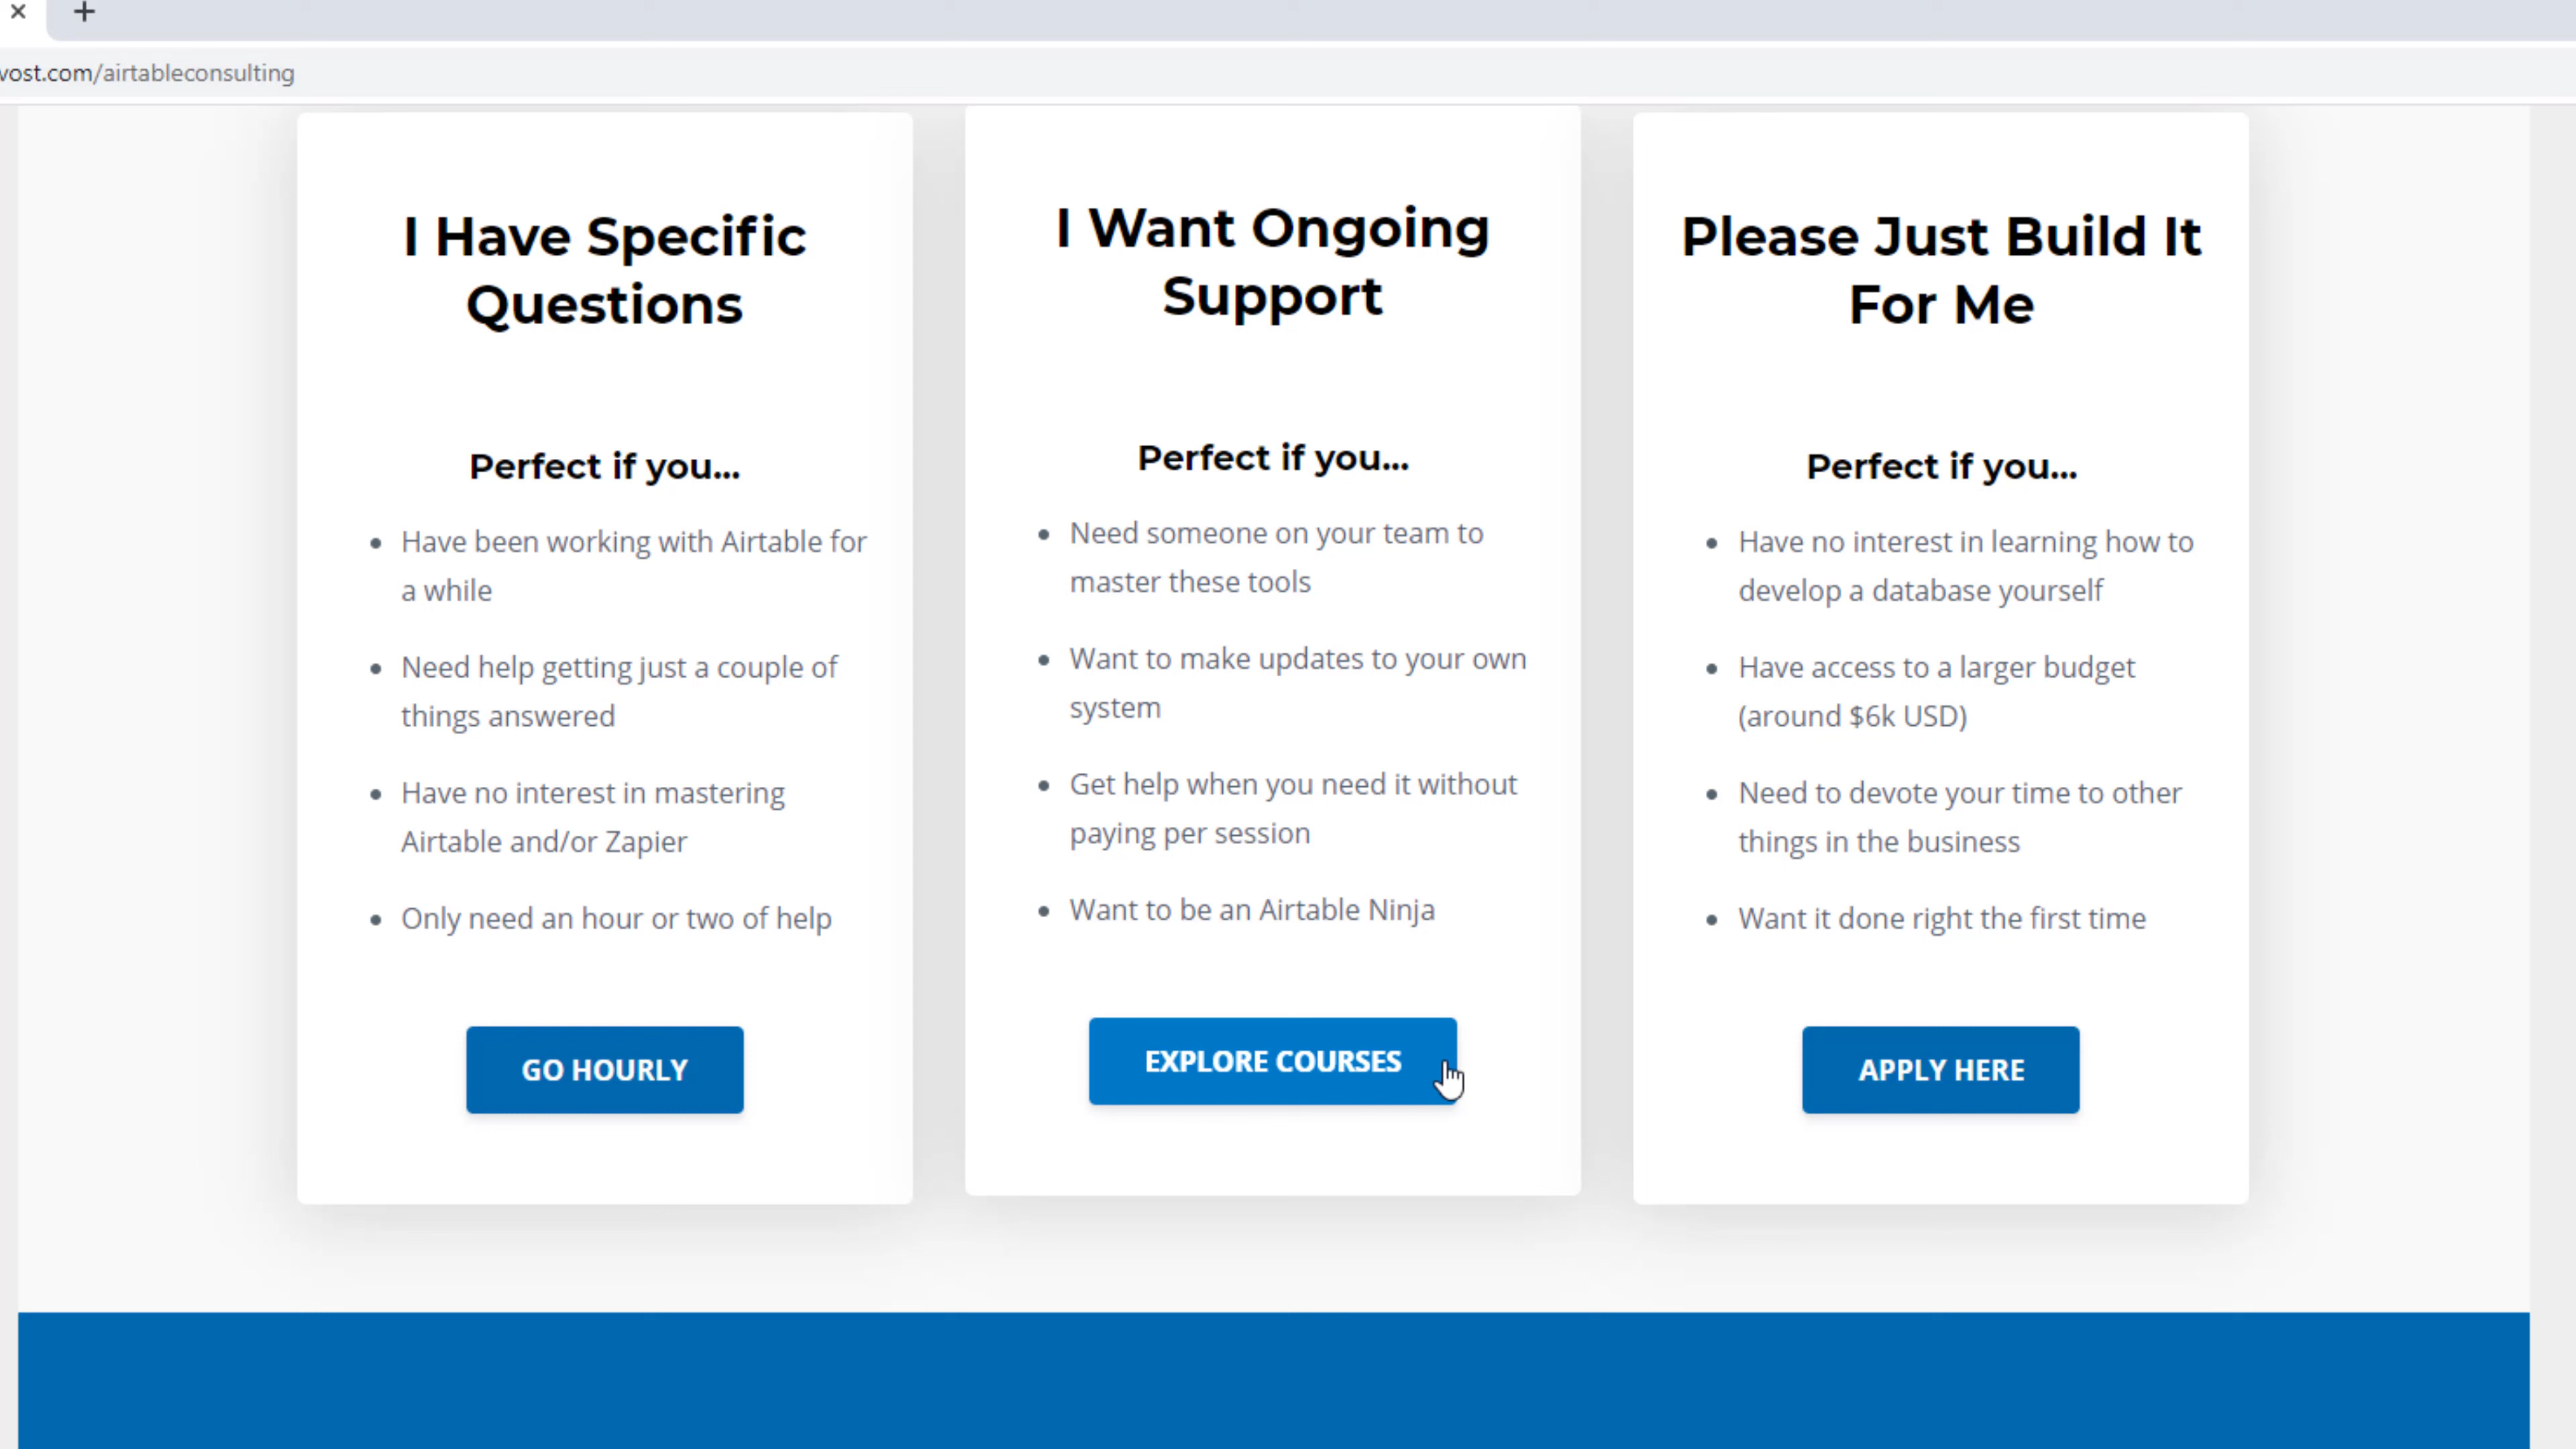 vost.com/airtableconsulting
I Have Specific
Questions
Perfect if you...
Have been working with Airtable for
a while
Need help getting just a couple of
things answered
Have no interest in mastering
Airtable and/or Zapier
Only need an hour or two of help
GO HOURLY
I Want Ongoing
Support
Perfect if you...
Need someone on your team to
master these tools
Want to make updates to your own
system
Get help when you need it without
paying per session
Want to be an Airtable Ninja
EXPLORE COURSES
Please Just Build It
For Me
Perfect if you...
Have no interest in learning how to
develop a database yourself
Have access to a larger budget
(around $6k USD)
Need to devote your time to other
things in the business
Want it done right the first time
APPLY HERE